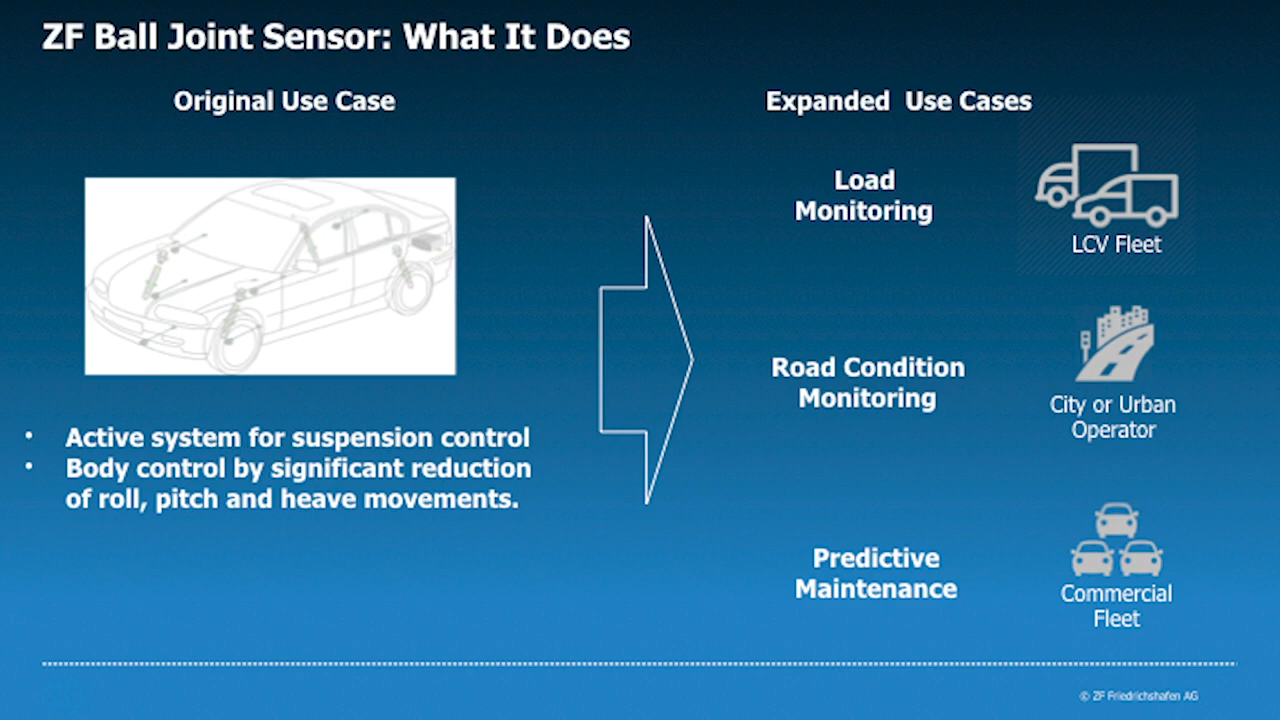 ZF Ball Joint Sensor: What It Does
Original Use Case
• Active system for suspension control
• Body control by significant reduction
of roll, pitch and heave movements.
Expanded Use Cases
Load
Monitoring
LCV Fleet
Road Condition
Monitoring
City or Urban
Operator
Predictive
Maintenance
Commercial
Fleet
© ZF Friedrichshafen AG